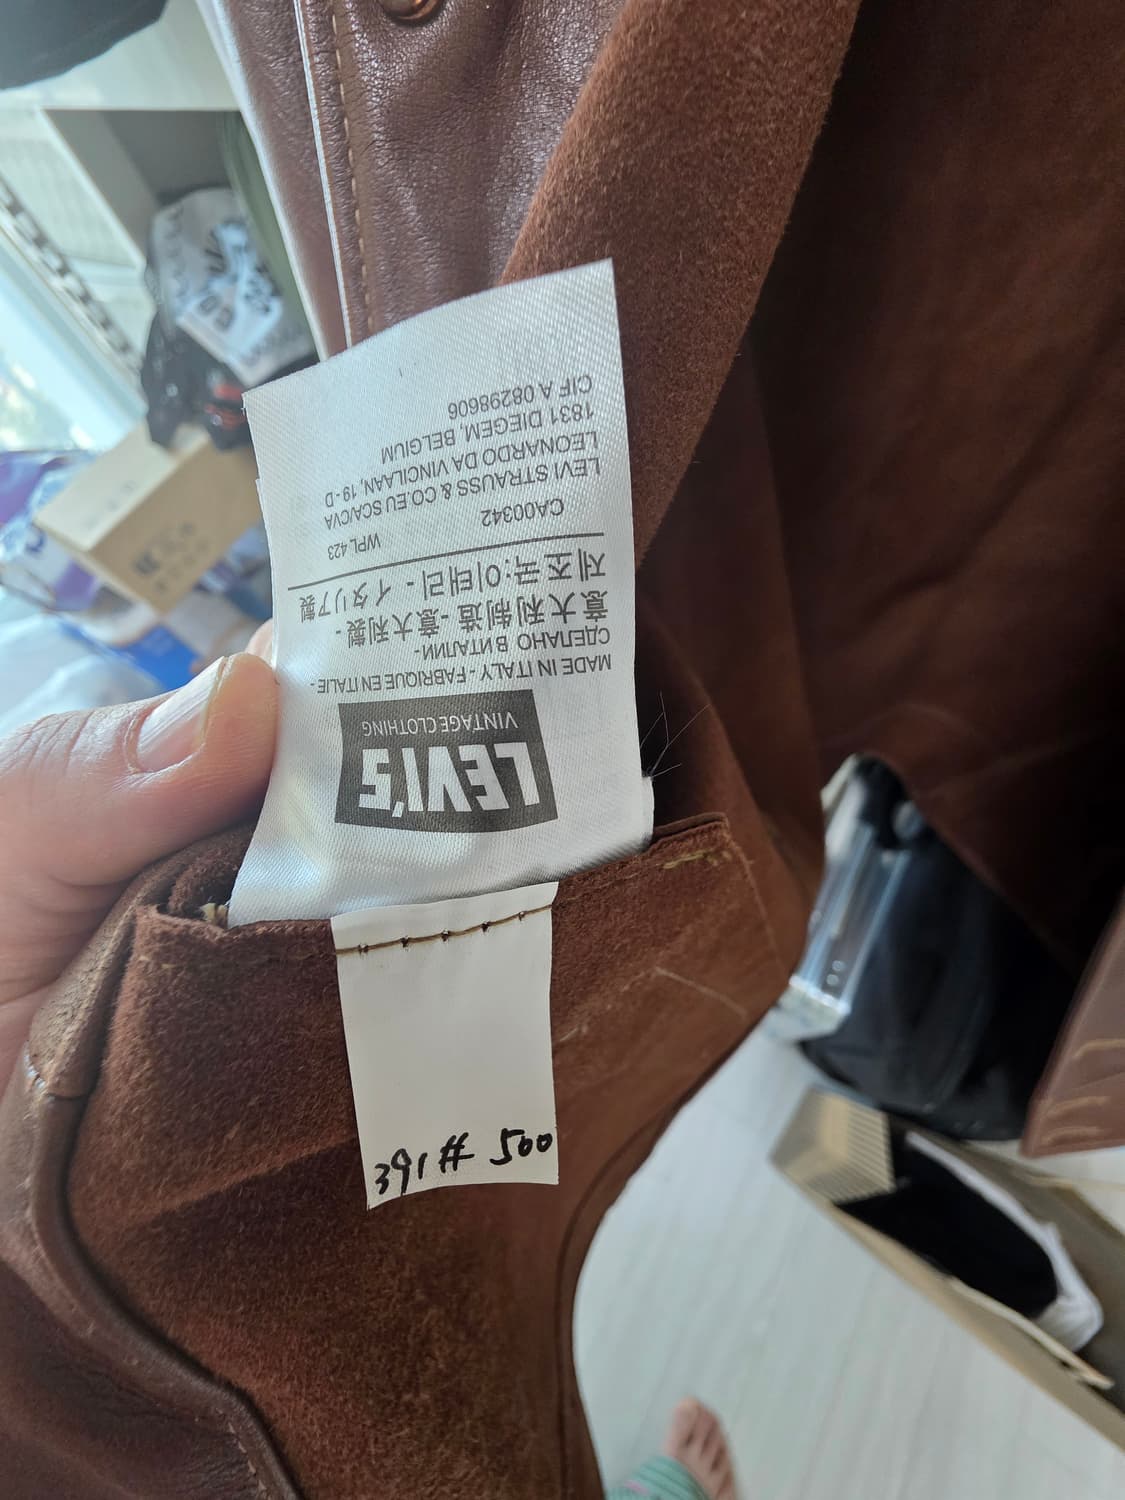 LEVI'S
VINTAGE CLOTHING
MADE IN ITALY - FABRIQUE EN ITALIE -
СДЕЛАНО В ИТАЛИИ -
意大利制造 - 意大利製 -
제조국:이태리 - イタリア製
CA00342 WPL 423
LEVI STRAUSS & CO.EU SCA/CVA
LEONARDO DA VINCILAAN, 19 - D
1831 DIEGEM, BELGIUM
CIF A 08298606
391# 500